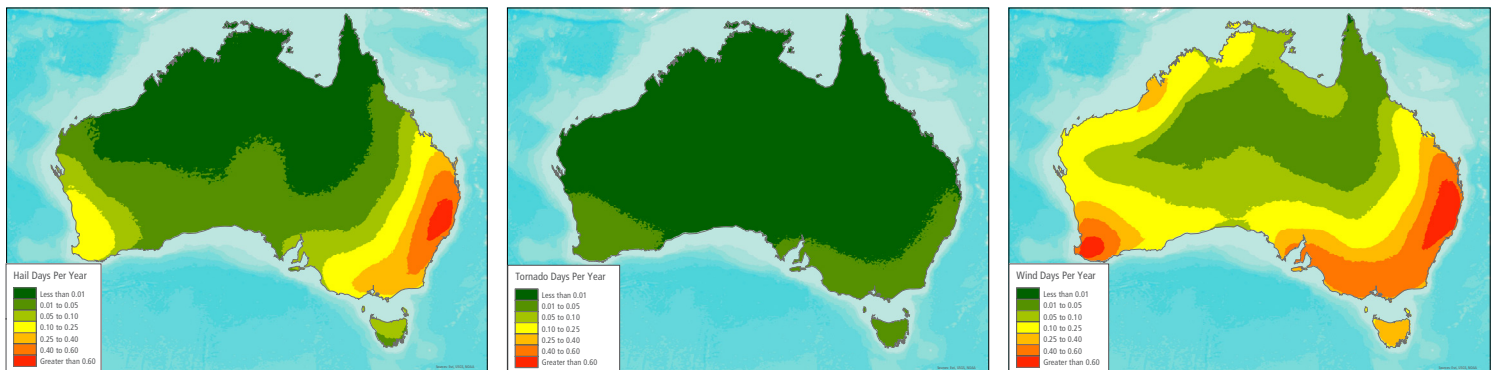 Hail Days Per Year
Less than 0.01
0.01 to 0.05
0.05 to 0.10
0.10 to 0.25
0.25 to 0.40
0.40 to 0.60
Greater than 0.60
Tornado Days Per Year
Less than 0.01
0.01 to 0.05
0.05 to 0.10
0.10 to 0.25
0.25 to 0.40
0.40 to 0.60
Greater than 0.60
Wind Days Per Year
Less than 0.01
0.01 to 0.05
0.05 to 0.10
0.10 to 0.25
0.25 to 0.40
0.40 to 0.60
Greater than 0.60